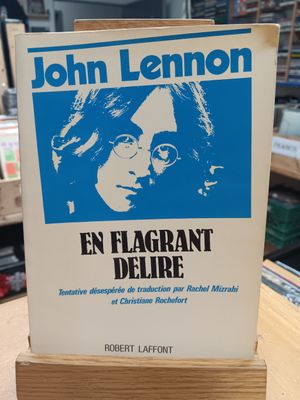 John Lennon
EN FLAGRANT
DELIRE
Tentative désespérée de traduction par Rachel Mizrahi
et Christiane Rochefort
ROBERT LAFFONT